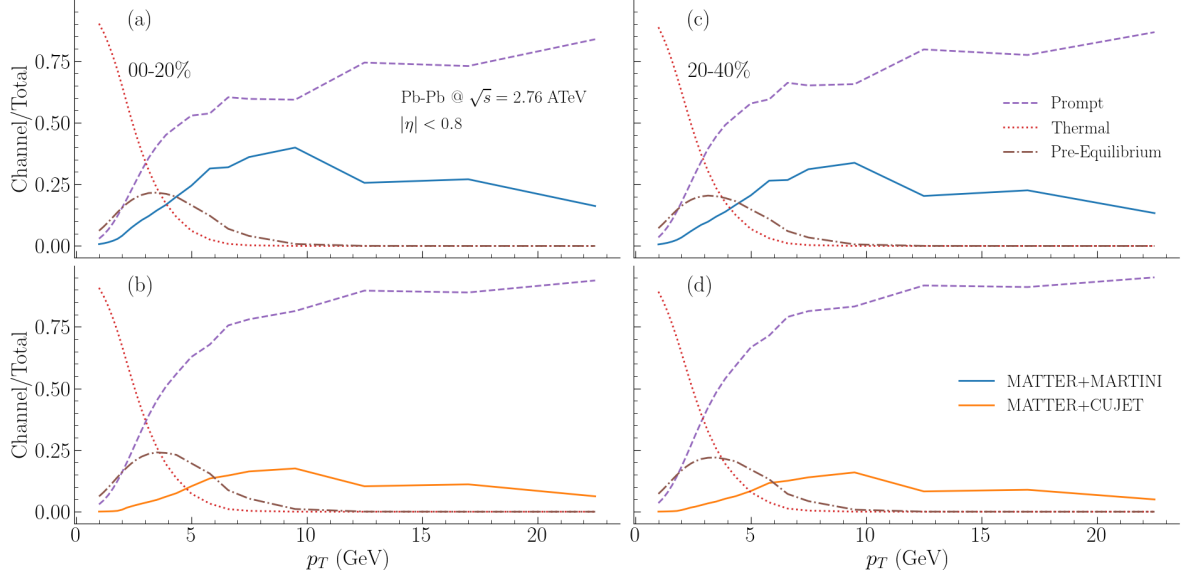 (a)
00-20%
Pb-Pb @ √s = 2.76 ATeV
|η| < 0.8
Channel/Total
0.75
0.50
0.25
0.00
(c)
20-40%
Prompt
Thermal
Pre-Equilibrium
(b)
Channel/Total
0.75
0.50
0.25
0.00
0
5
10
15
20
p_T (GeV)
(d)
MATTER+MARTINI
MATTER+CUJET
0
5
10
15
20
p_T (GeV)